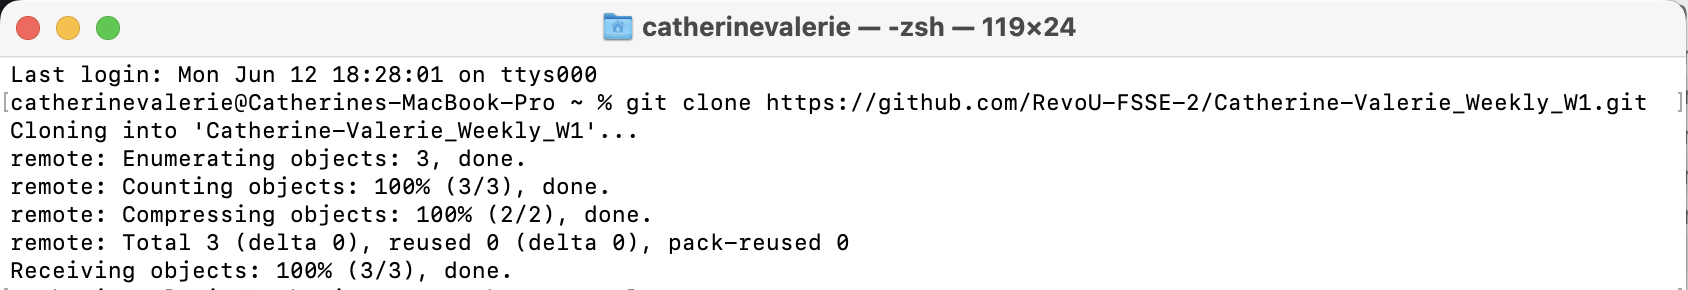 catherinevalerie — -zsh — 119×24
Last login: Mon Jun 12 18:28:01 on ttys000
[catherinevalerie@Catherines-MacBook-Pro ~ % git clone https://github.com/RevoU-FSSE-2/Catherine-Valerie_Weekly_W1.git ]
Cloning into 'Catherine-Valerie_Weekly_W1'...
remote: Enumerating objects: 3, done.
remote: Counting objects: 100% (3/3), done.
remote: Compressing objects: 100% (2/2), done.
remote: Total 3 (delta 0), reused 0 (delta 0), pack-reused 0
Receiving objects: 100% (3/3), done.